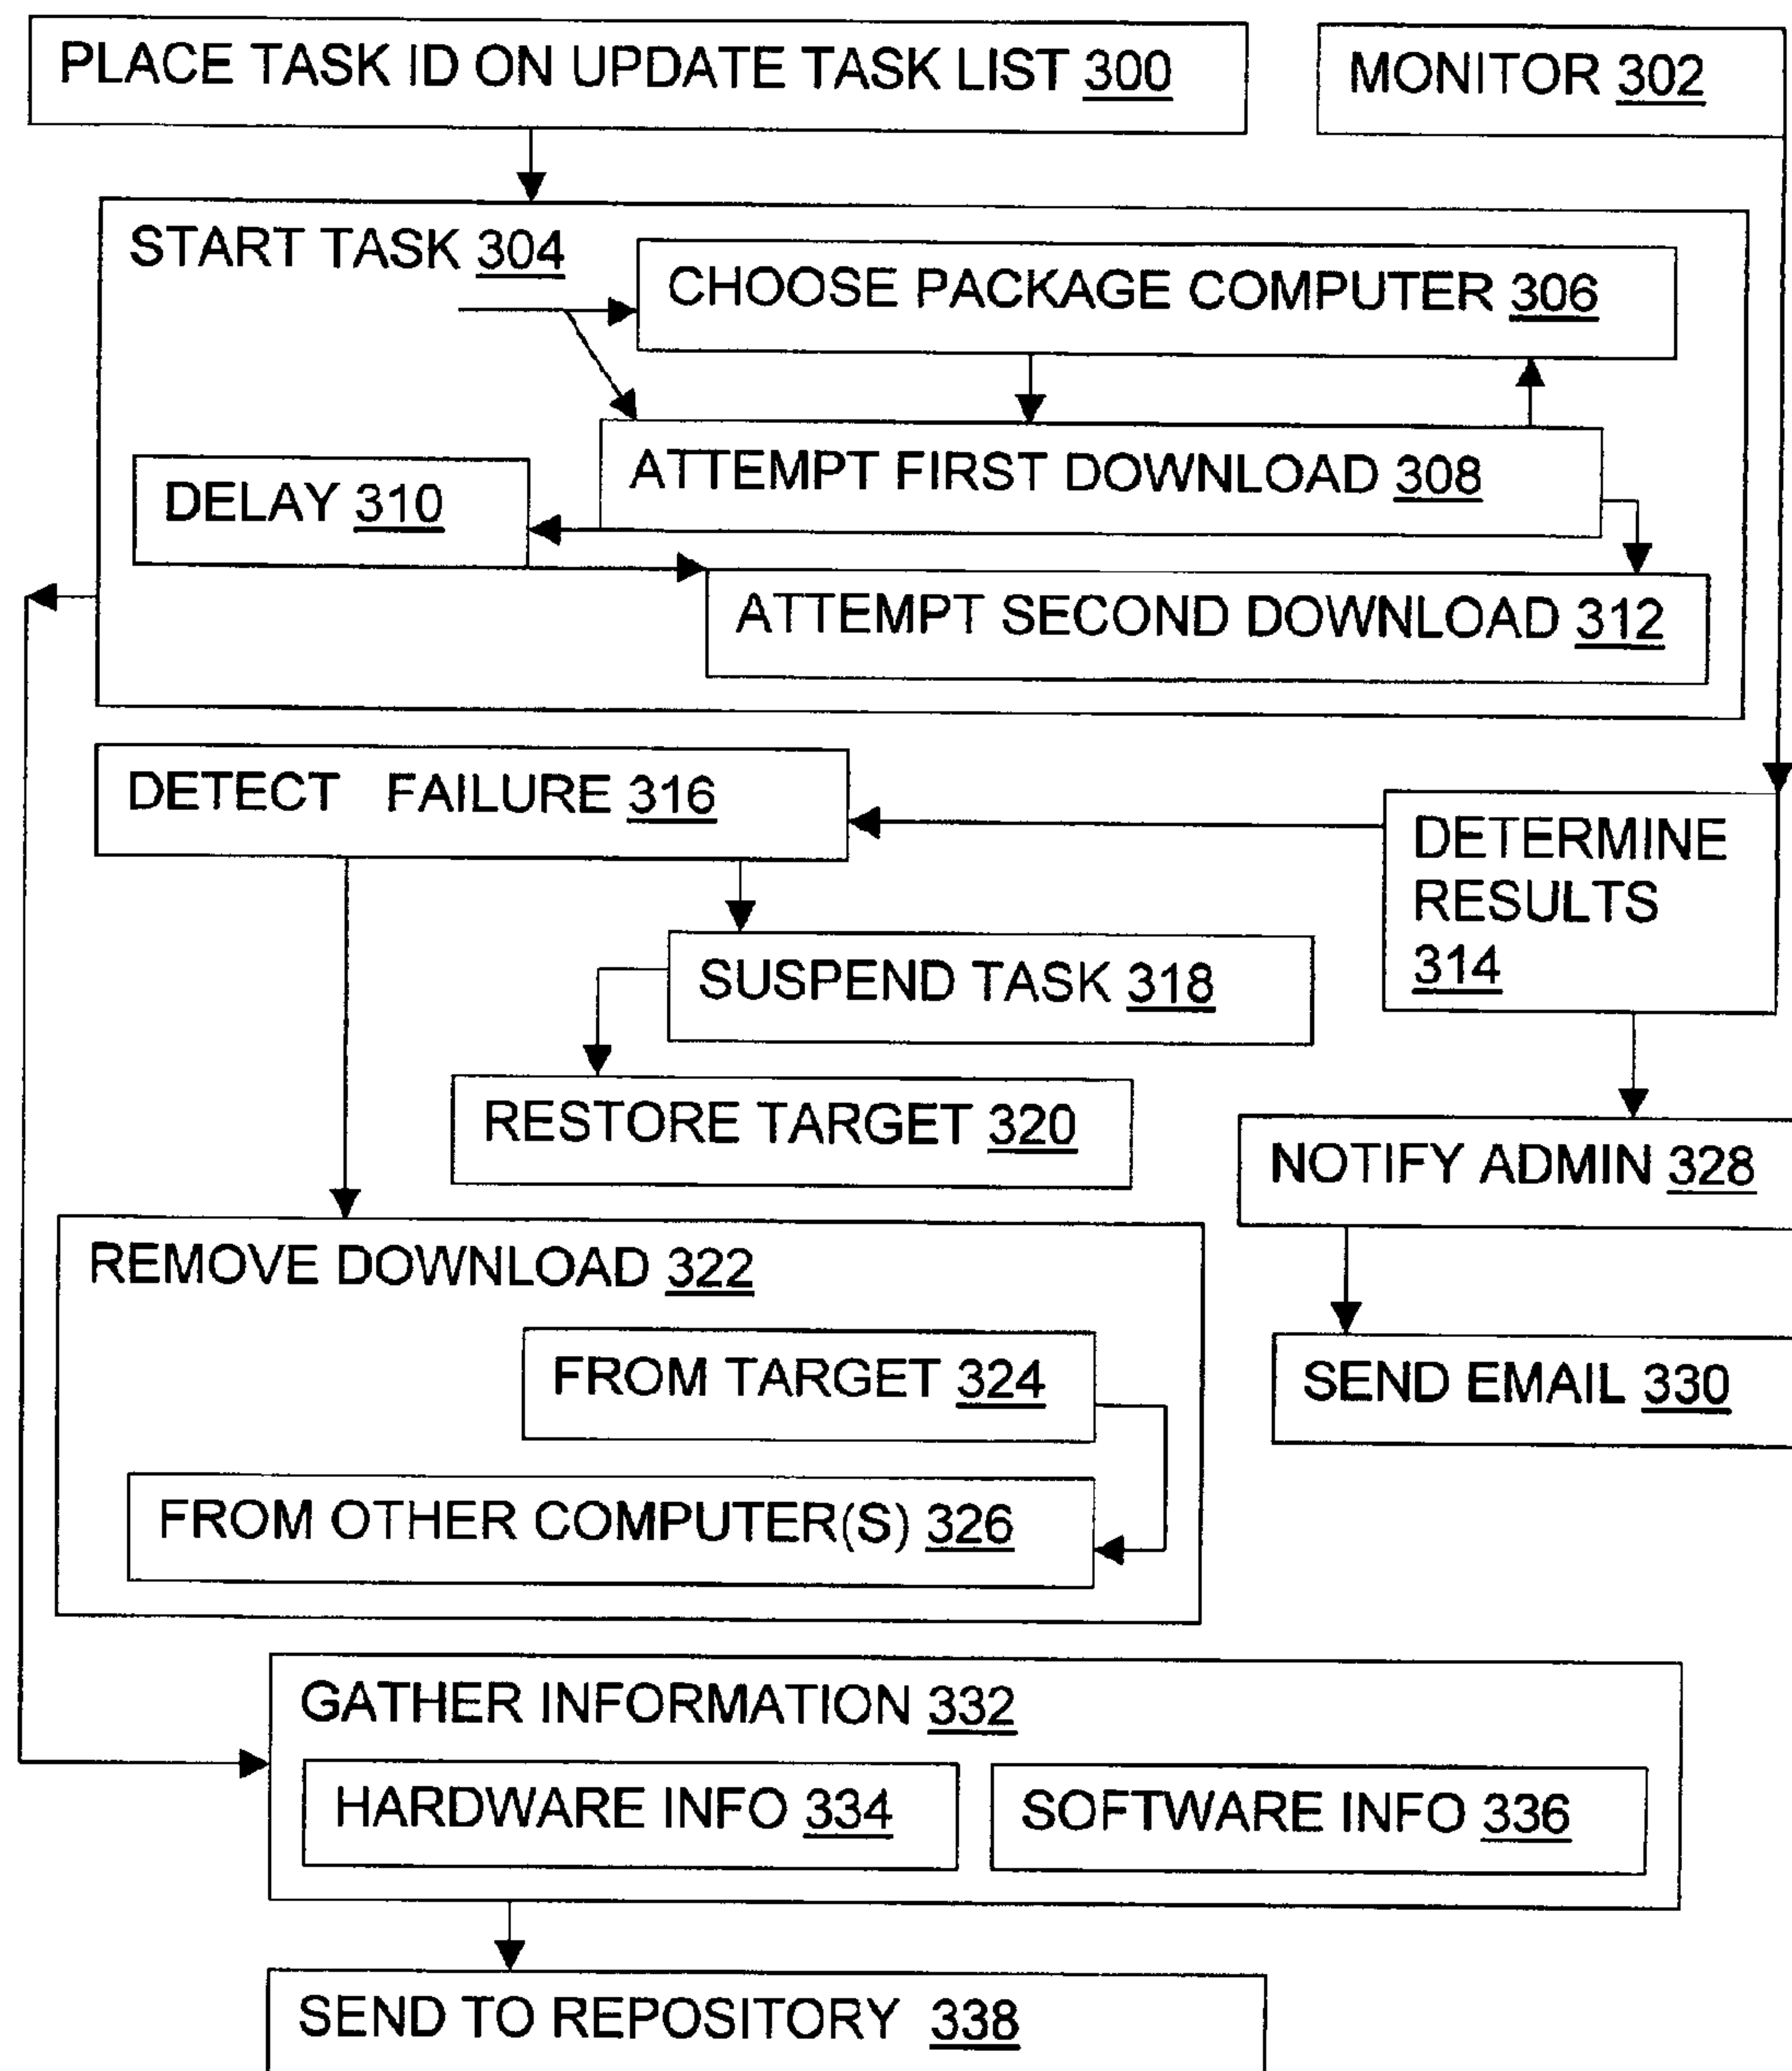 PLACE TASK ID ON UPDATE TASK LIST 300
MONITOR 302
START TASK 304
CHOOSE PACKAGE COMPUTER 306
ATTEMPT FIRST DOWNLOAD 308
DELAY 310
ATTEMPT SECOND DOWNLOAD 312
DETECT FAILURE 316
DETERMINE
RESULTS
314
SUSPEND TASK 318
RESTORE TARGET 320
NOTIFY ADMIN 328
REMOVE DOWNLOAD 322
FROM TARGET 324
SEND EMAIL 330
FROM OTHER COMPUTER(S) 326
GATHER INFORMATION 332
HARDWARE INFO 334
SOFTWARE INFO 336
SEND TO REPOSITORY 338